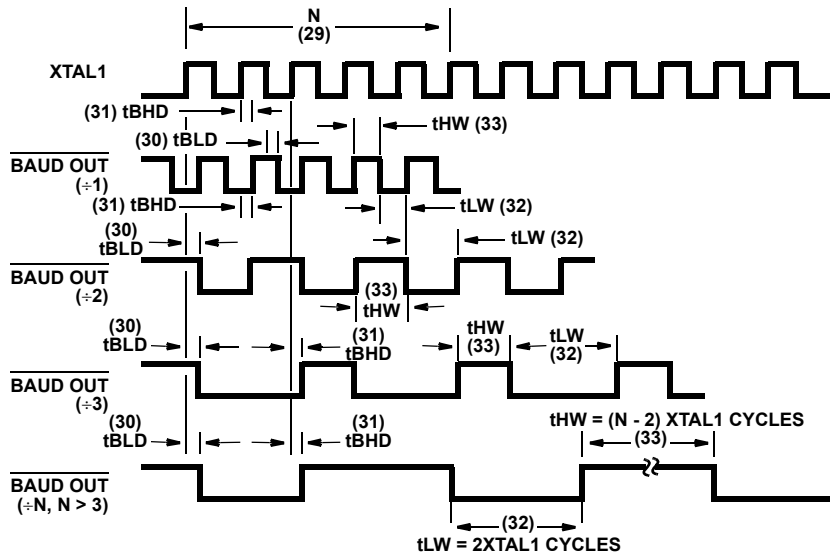 N
(29)
XTAL1
(31) tBHD
tHW (33)
(30) tBLD
BAUD OUT
(÷1)
(31) tBHD
tLW (32)
(30)
tBLD
tLW (32)
BAUD OUT
(÷2)
(33)
tHW
(30)
tBLD
(31)
tBHD
tHW
(33)
tLW
(32)
BAUD OUT
(÷3)
(30)
tBLD
(31)
tBHD
tHW = (N - 2) XTAL1 CYCLES
(33)
BAUD OUT
(÷N, N > 3)
(32)
tLW = 2XTAL1 CYCLES